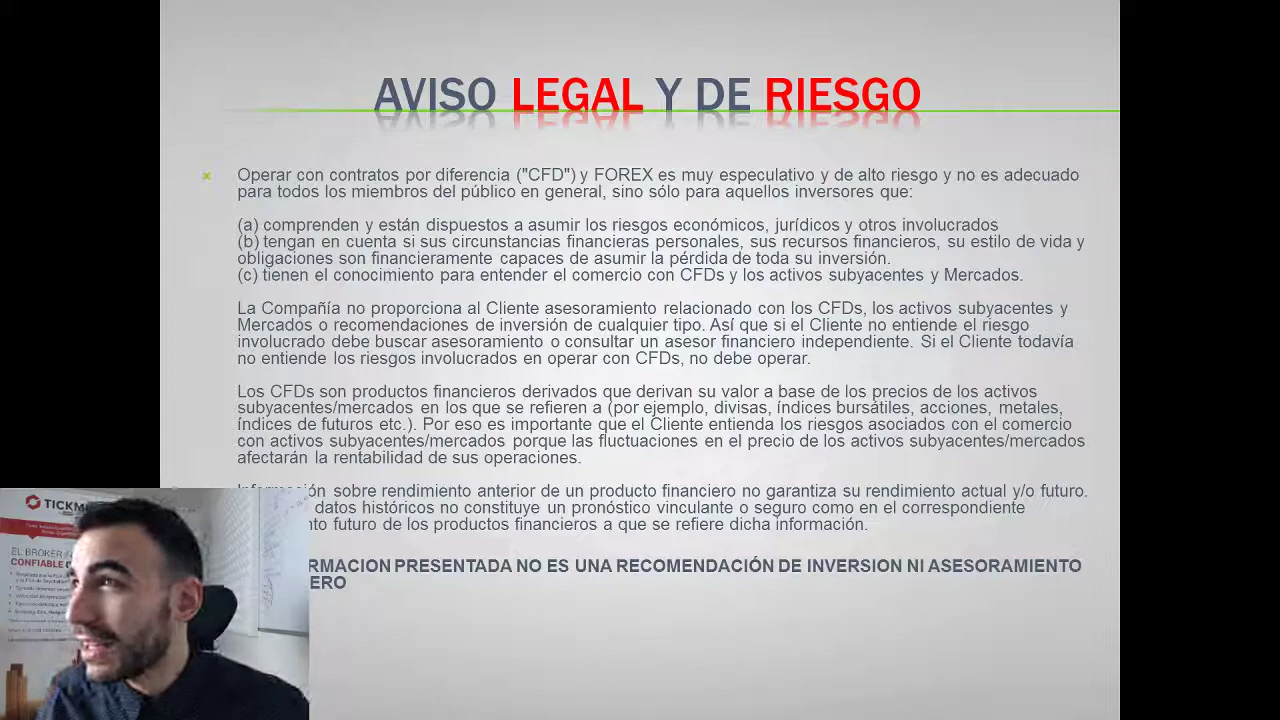 AVISO LEGAL Y DE RIESGO
Operar con contratos por diferencia ("CFD") y FOREX es muy especulativo y de alto riesgo y no es adecuado
para todos los miembros del público en general, sino sólo para aquellos inversores que:
(a) comprenden y están dispuestos a asumir los riesgos económicos, jurídicos y otros involucrados
(b) tengan en cuenta si sus circunstancias financieras personales, sus recursos financieros, su estilo de vida y
obligaciones son financieramente capaces de asumir la pérdida de toda su inversión.
(c) tienen el conocimiento para entender el comercio con CFDs y los activos subyacentes y Mercados.
La Compañía no proporciona al Cliente asesoramiento relacionado con los CFDs, los activos subyacentes y
Mercados o recomendaciones de inversión de cualquier tipo. Así que si el Cliente no entiende el riesgo
involucrado debe buscar asesoramiento o consultar un asesor financiero independiente. Si el Cliente todavía
no entiende los riesgos involucrados en operar con CFDs, no debe operar.
Los CFDs son productos financieros derivados que derivan su valor a base de los precios de los activos
subyacentes/mercados en los que se refieren a (por ejemplo, divisas, índices bursátiles, acciones, metales,
índices de futuros etc.). Por eso es importante que el Cliente entienda los riesgos asociados con el comercio
con activos subyacentes/mercados porque las fluctuaciones en el precio de los activos subyacentes/mercados
afectarán la rentabilidad de sus operaciones.
Información sobre rendimiento anterior de un producto financiero no garantiza su rendimiento actual y/o futuro.
datos históricos no constituye un pronóstico vinculante o seguro como en el correspondiente
nto futuro de los productos financieros a que se refiere dicha información.
RMACION PRESENTADA NO ES UNA RECOMENDACIÓN DE INVERSION NI ASESORAMIENTO
ERO
TICKM
EL BROKER
CONFIABLE